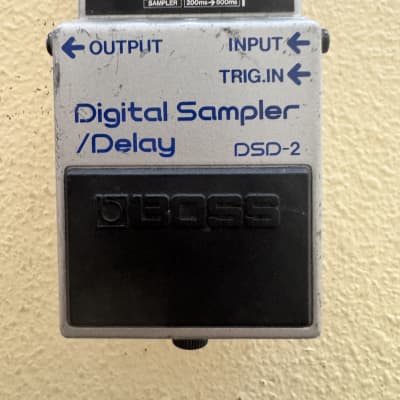 SAMPLER 200ms→800ms
OUTPUT INPUT
TRIG.IN
Digital Sampler
/Delay DSD-2
BOSS